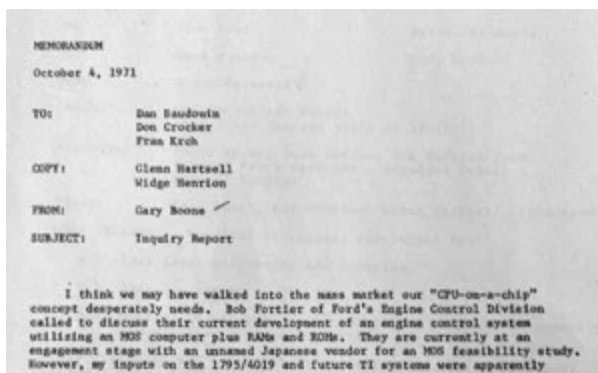 MEMORANDUM
October 4, 1971
TO: Dan Baudouin
Don Crocker
Fran Krch
COPY: Glenn Hartsell
Widge Henrion
FROM: Gary Boone
SUBJECT: Inquiry Report
I think we may have walked into the mass market our "CPU-on-a-chip"
concept desperately needs. Bob Fortier of Ford's Engine Control Division
called to discuss their current development of an engine control system
utilizing an MOS computer plus RAMs and ROMs. They are currently at an
engagement stage with an unnamed Japanese vendor for an MOS feasibility study.
However, my inputs on the 1795/4019 and future TI systems were apparently